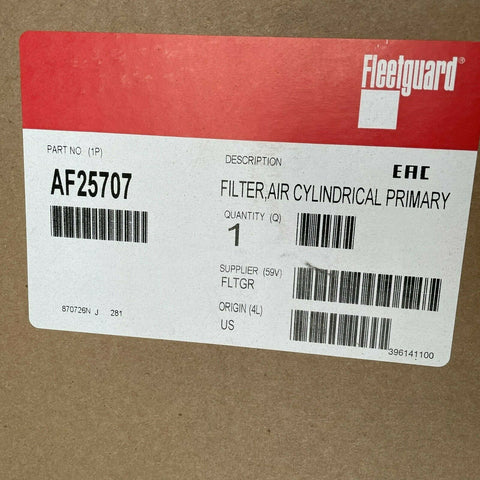 Fleetguard®
PART NO. (1P)
AF25707
DESCRIPTION
EAC
FILTER,AIR CYLINDRICAL PRIMARY
QUANTITY (Q)
1
SUPPLIER (59V)
FLTGR
ORIGIN (4L)
US
870726N J 281
396141100